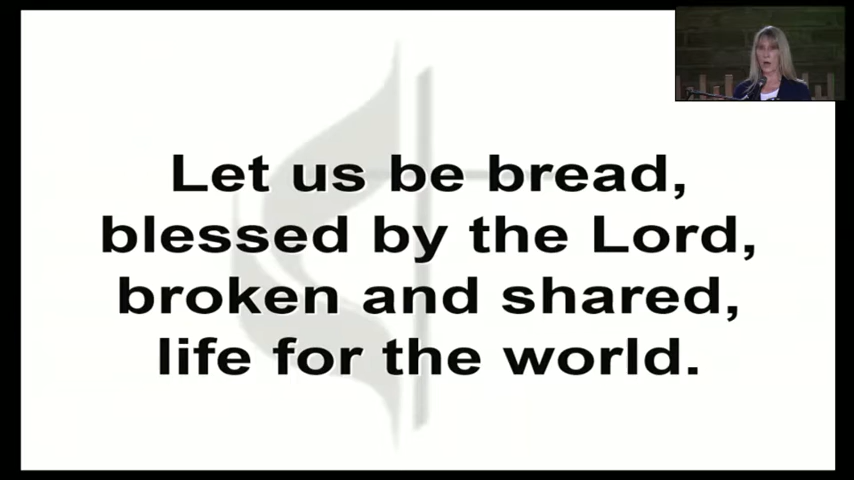 Let us be bread,
blessed by the Lord,
broken and shared,
life for the world.